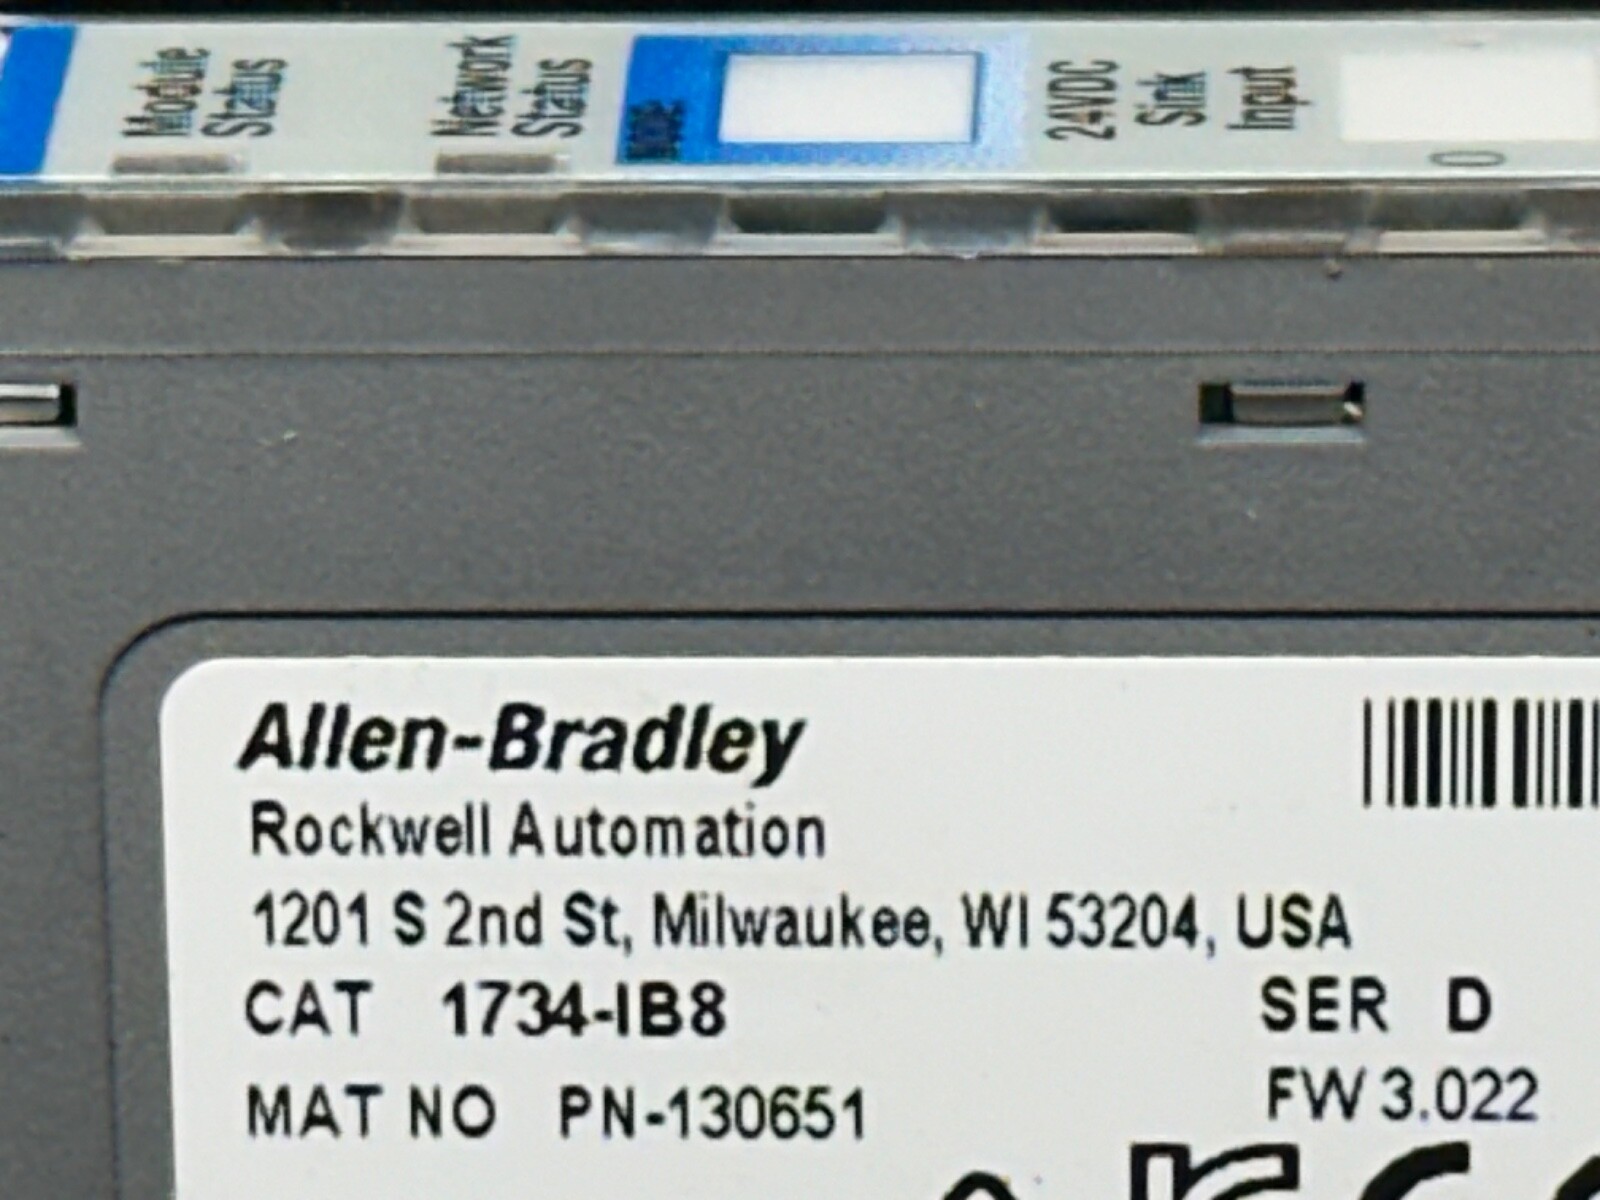 Module
Status
Network
Status
NODE
24VDC
Sink
Input
0
Allen-Bradley
Rockwell Automation
1201 S 2nd St, Milwaukee, WI 53204, USA
CAT 1734-IB8
SER D
MAT NO PN-130651
FW 3.022